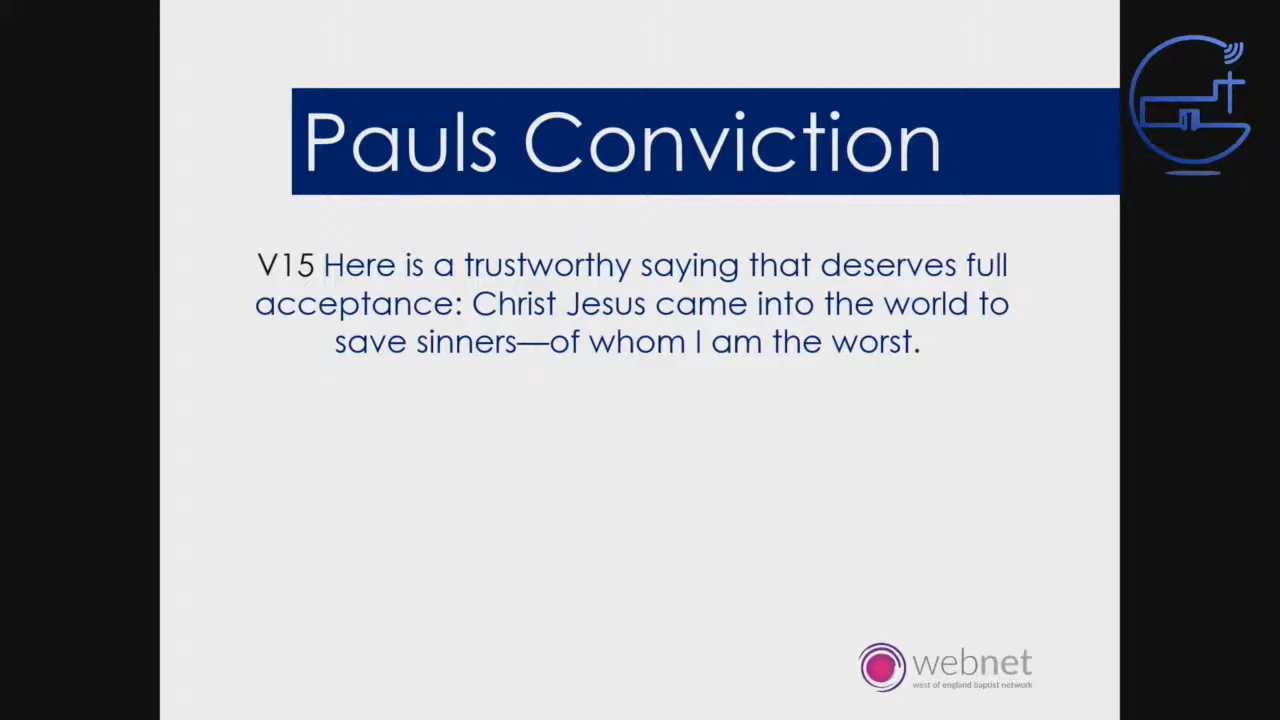 Pauls Conviction
V15 Here is a trustworthy saying that deserves full
acceptance: Christ Jesus came into the world to
save sinners—of whom I am the worst.
webnet
west of england baptist network